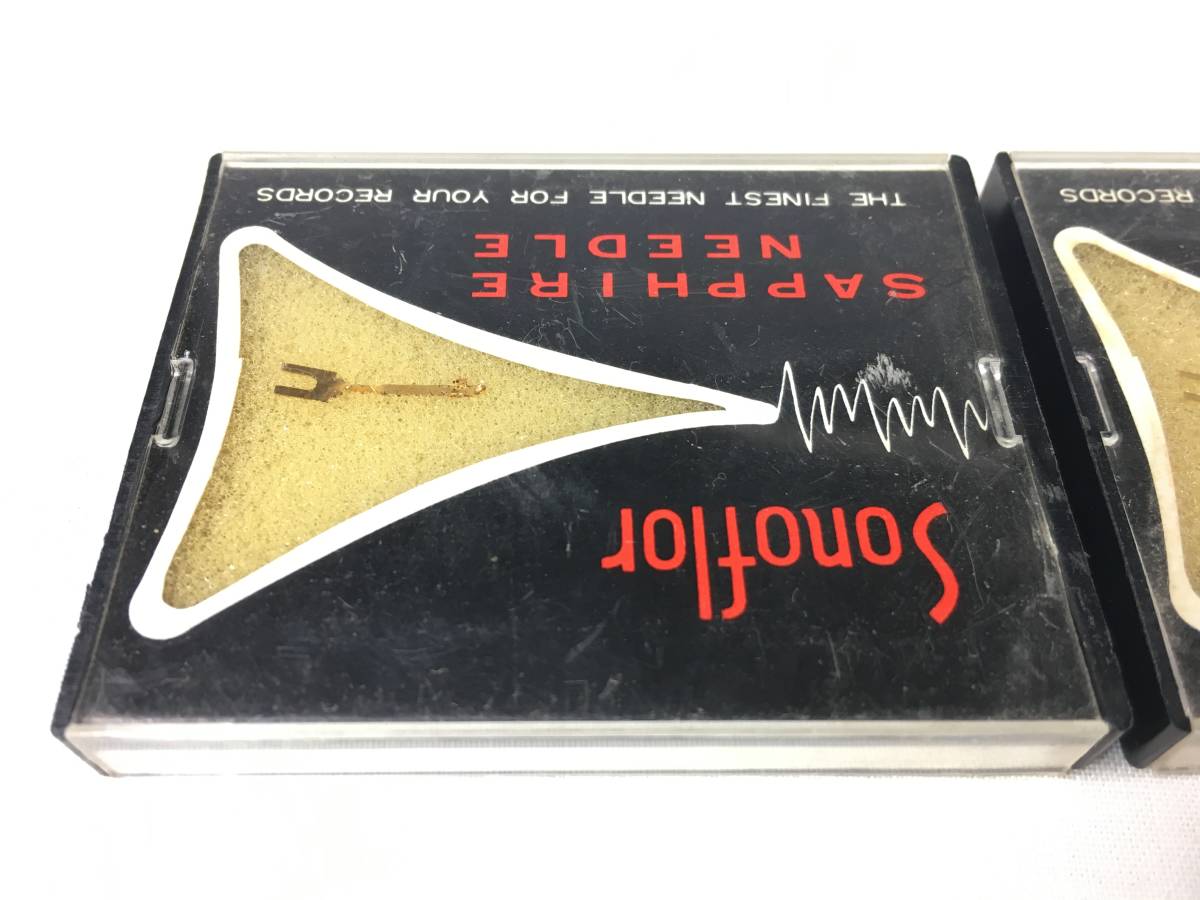 Sonoflor
SAPPHIRE
NEEDLE
THE FINEST NEEDLE FOR YOUR RECORDS
RECORDS